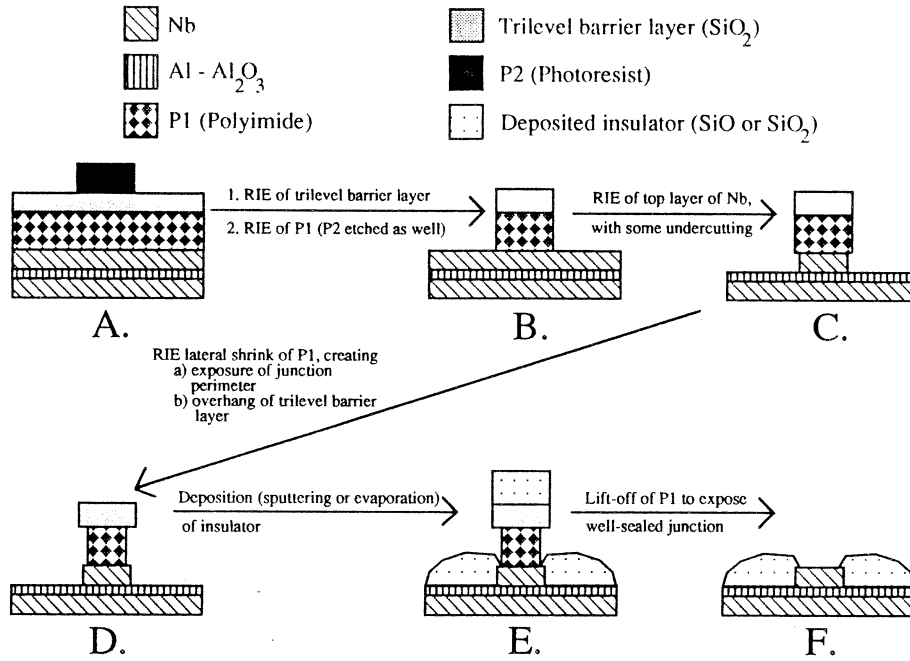 Nb
Trilevel barrier layer (SiO2)
Al - Al2O3
P2 (Photoresist)
P1 (Polyimide)
Deposited insulator (SiO or SiO2)
1. RIE of trilevel barrier layer
2. RIE of P1 (P2 etched as well)
RIE of top layer of Nb,
with some undercutting
A.
B.
C.
RIE lateral shrink of P1, creating
a) exposure of junction
perimeter
b) overhang of trilevel barrier
layer
Deposition (sputtering or evaporation)
of insulator
Lift-off of P1 to expose
well-sealed junction
D.
E.
F.